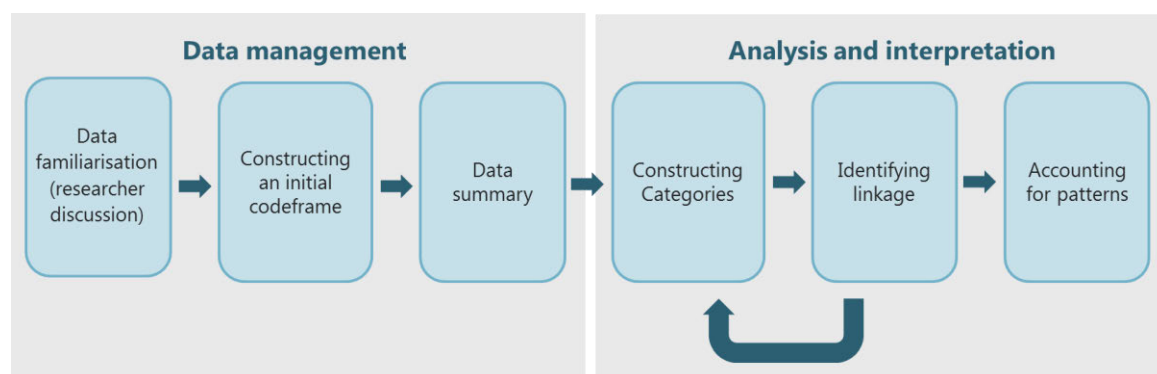 Data management
Data
familiarisation
(researcher
discussion)
Constructing
an initial
codeframe
Data
summary
Analysis and interpretation
Constructing
Categories
Identifying
linkage
Accounting
for patterns